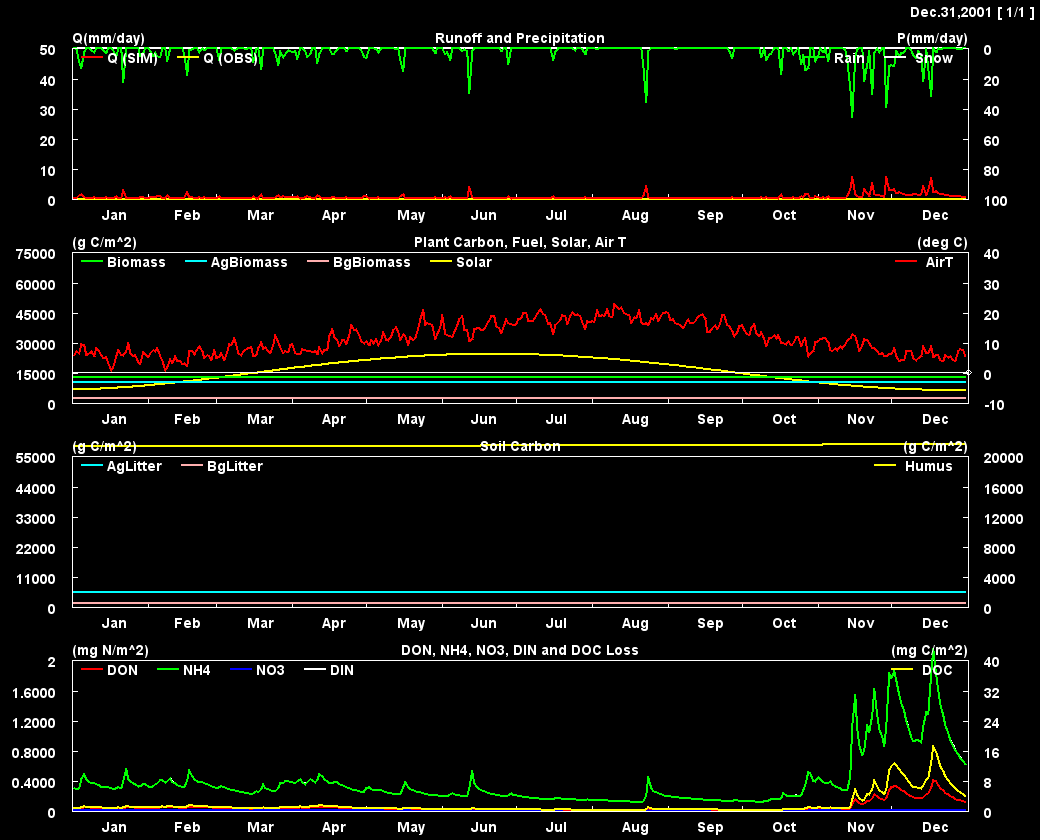 Dec.31,2001 [ 1/1 ]
Q(mm/day) Runoff and Precipitation P(mm/day)
50 Q (SIM) Q (OBS) Rain Snow 0
40 20
30 40
20 60
10 80
0 100
Jan Feb Mar Apr May Jun Jul Aug Sep Oct Nov Dec
(g C/m^2) Plant Carbon, Fuel, Solar, Air T (deg C)
75000 40
Biomass AgBiomass BgBiomass Solar AirT
60000 30
45000 20
30000 10
15000 0
0 -10
Jan Feb Mar Apr May Jun Jul Aug Sep Oct Nov Dec
(g C/m^2) Soil Carbon (g C/m^2)
55000 20000
AgLitter BgLitter Humus
44000 16000
33000 12000
22000 8000
11000 4000
0 0
Jan Feb Mar Apr May Jun Jul Aug Sep Oct Nov Dec
(mg N/m^2) DON, NH4, NO3, DIN and DOC Loss (mg C/m^2)
2 40
DON NH4 NO3 DIN DOC
1.6000 32
1.2000 24
0.8000 16
0.4000 8
0 0
Jan Feb Mar Apr May Jun Jul Aug Sep Oct Nov Dec